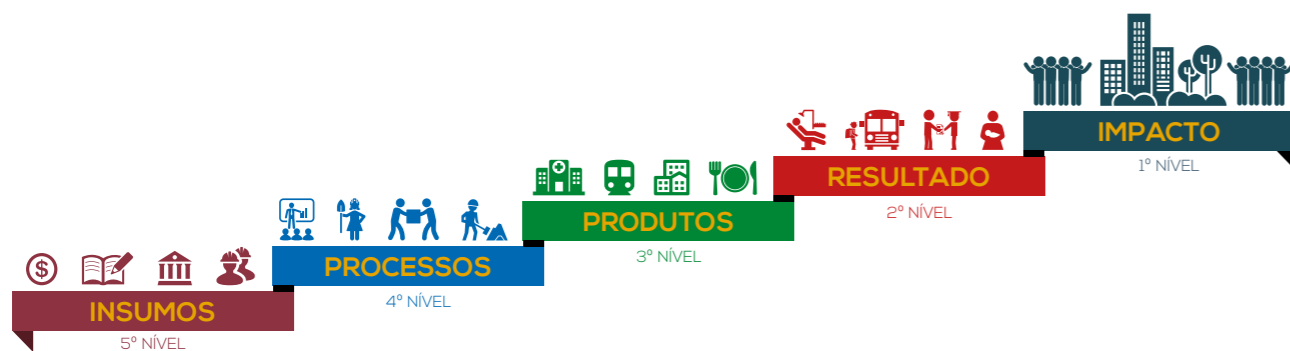 INSUMOS
5º NÍVEL
PROCESSOS
4º NÍVEL
PRODUTOS
3º NÍVEL
RESULTADO
2º NÍVEL
IMPACTO
1º NÍVEL